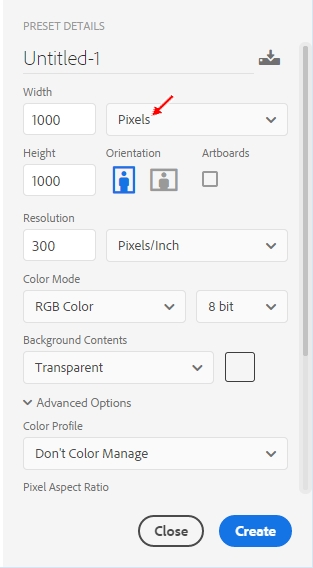 PRESET DETAILS
Untitled-1
Width
1000 Pixels
Height Orientation Artboards
1000
Resolution
300 Pixels/Inch
Color Mode
RGB Color 8 bit
Background Contents
Transparent
Advanced Options
Color Profile
Don't Color Manage
Pixel Aspect Ratio
Close Create